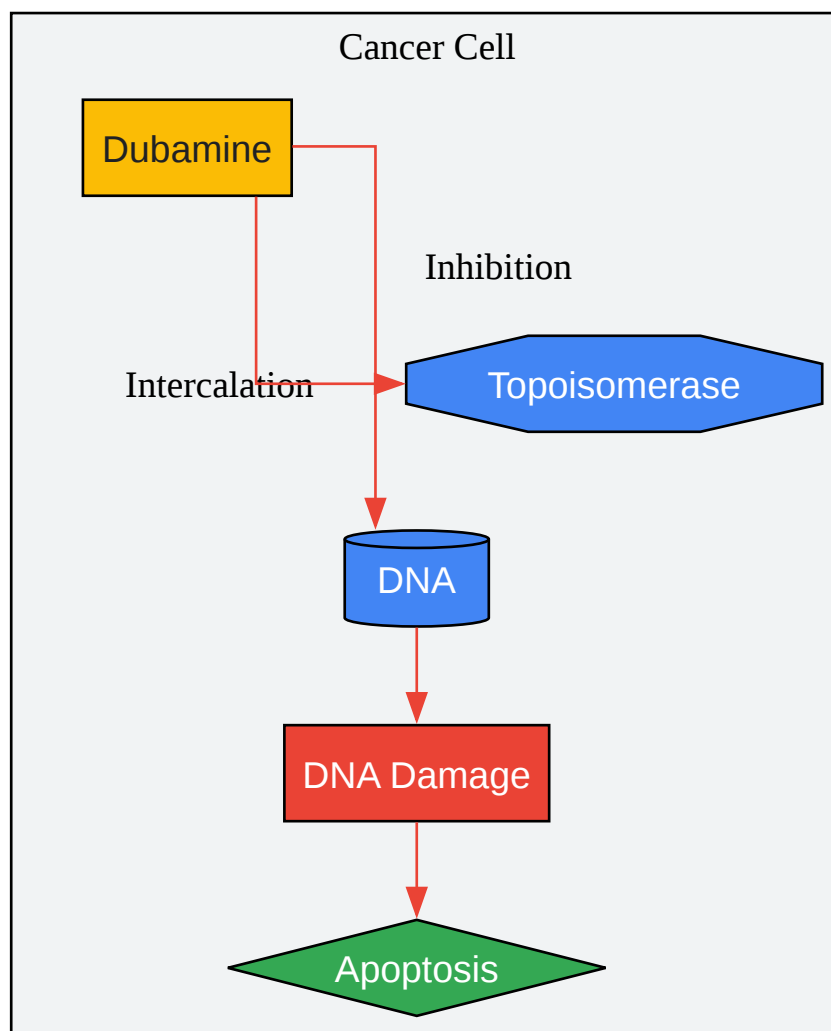 Cancer Cell
Dubamine
Inhibition
Intercalation
Topoisomerase
DNA
DNA Damage
Apoptosis